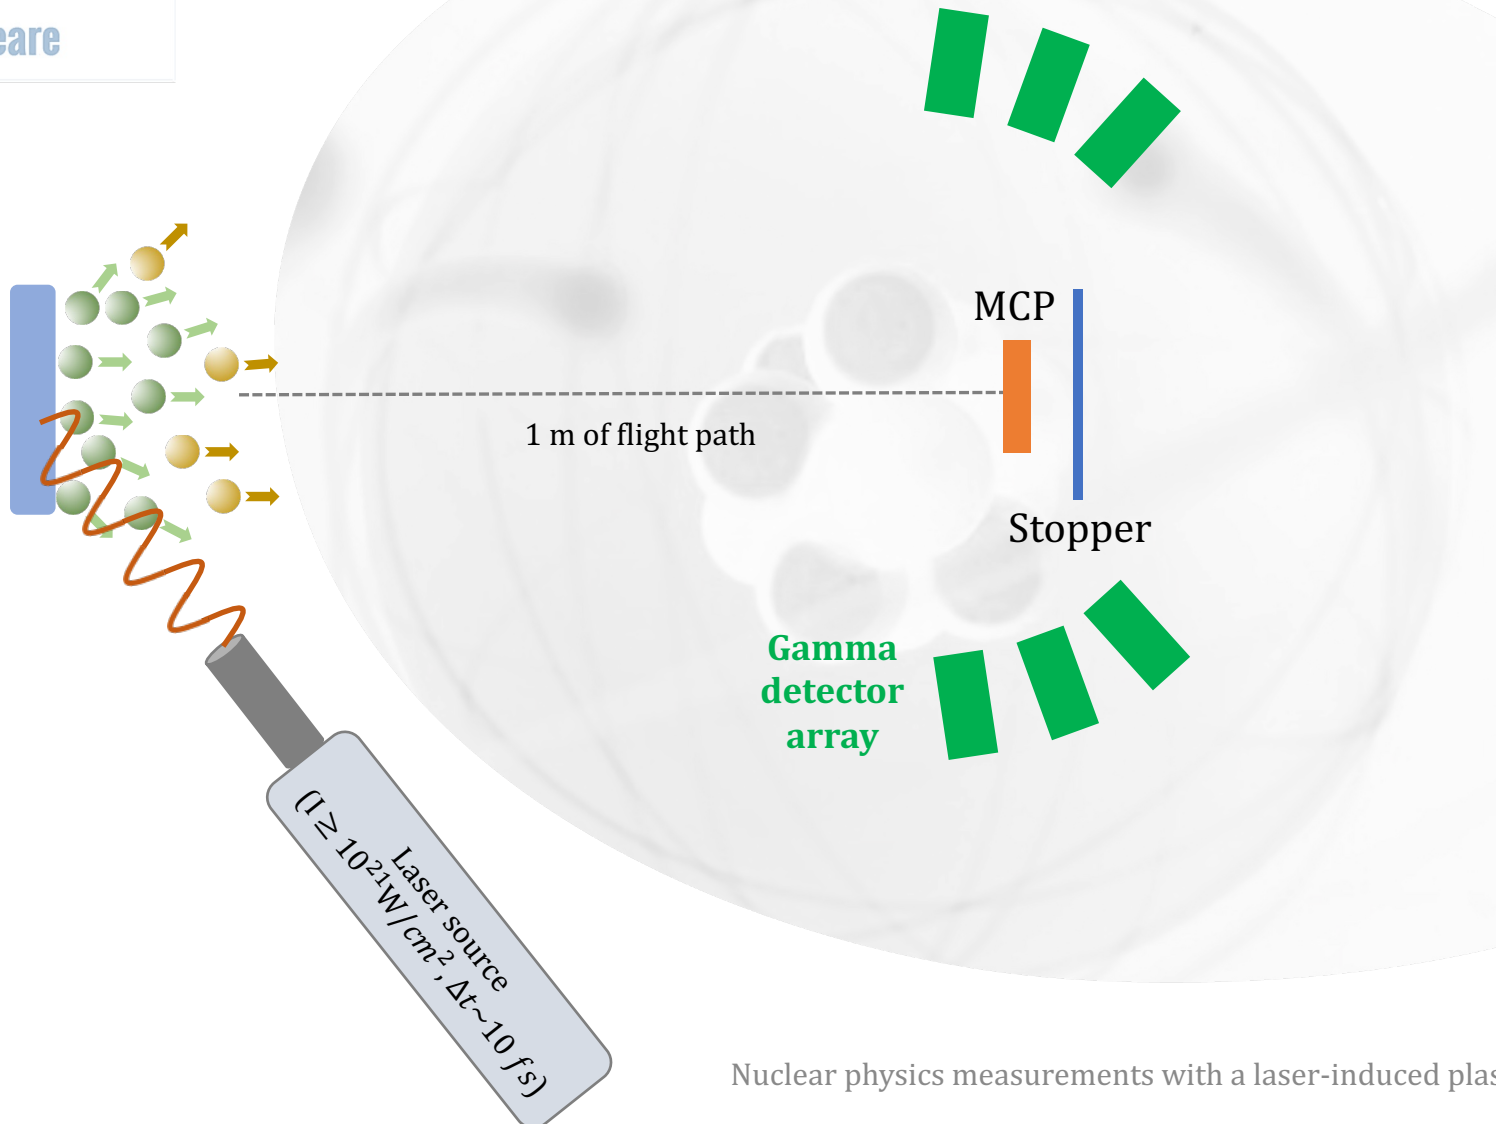 MCP
1 m of flight path
Stopper
Gamma
detector
array
Laser source
(I ≥ 10²¹W/cm², Δt~10 fs)
Nuclear physics measurements with a laser-induced